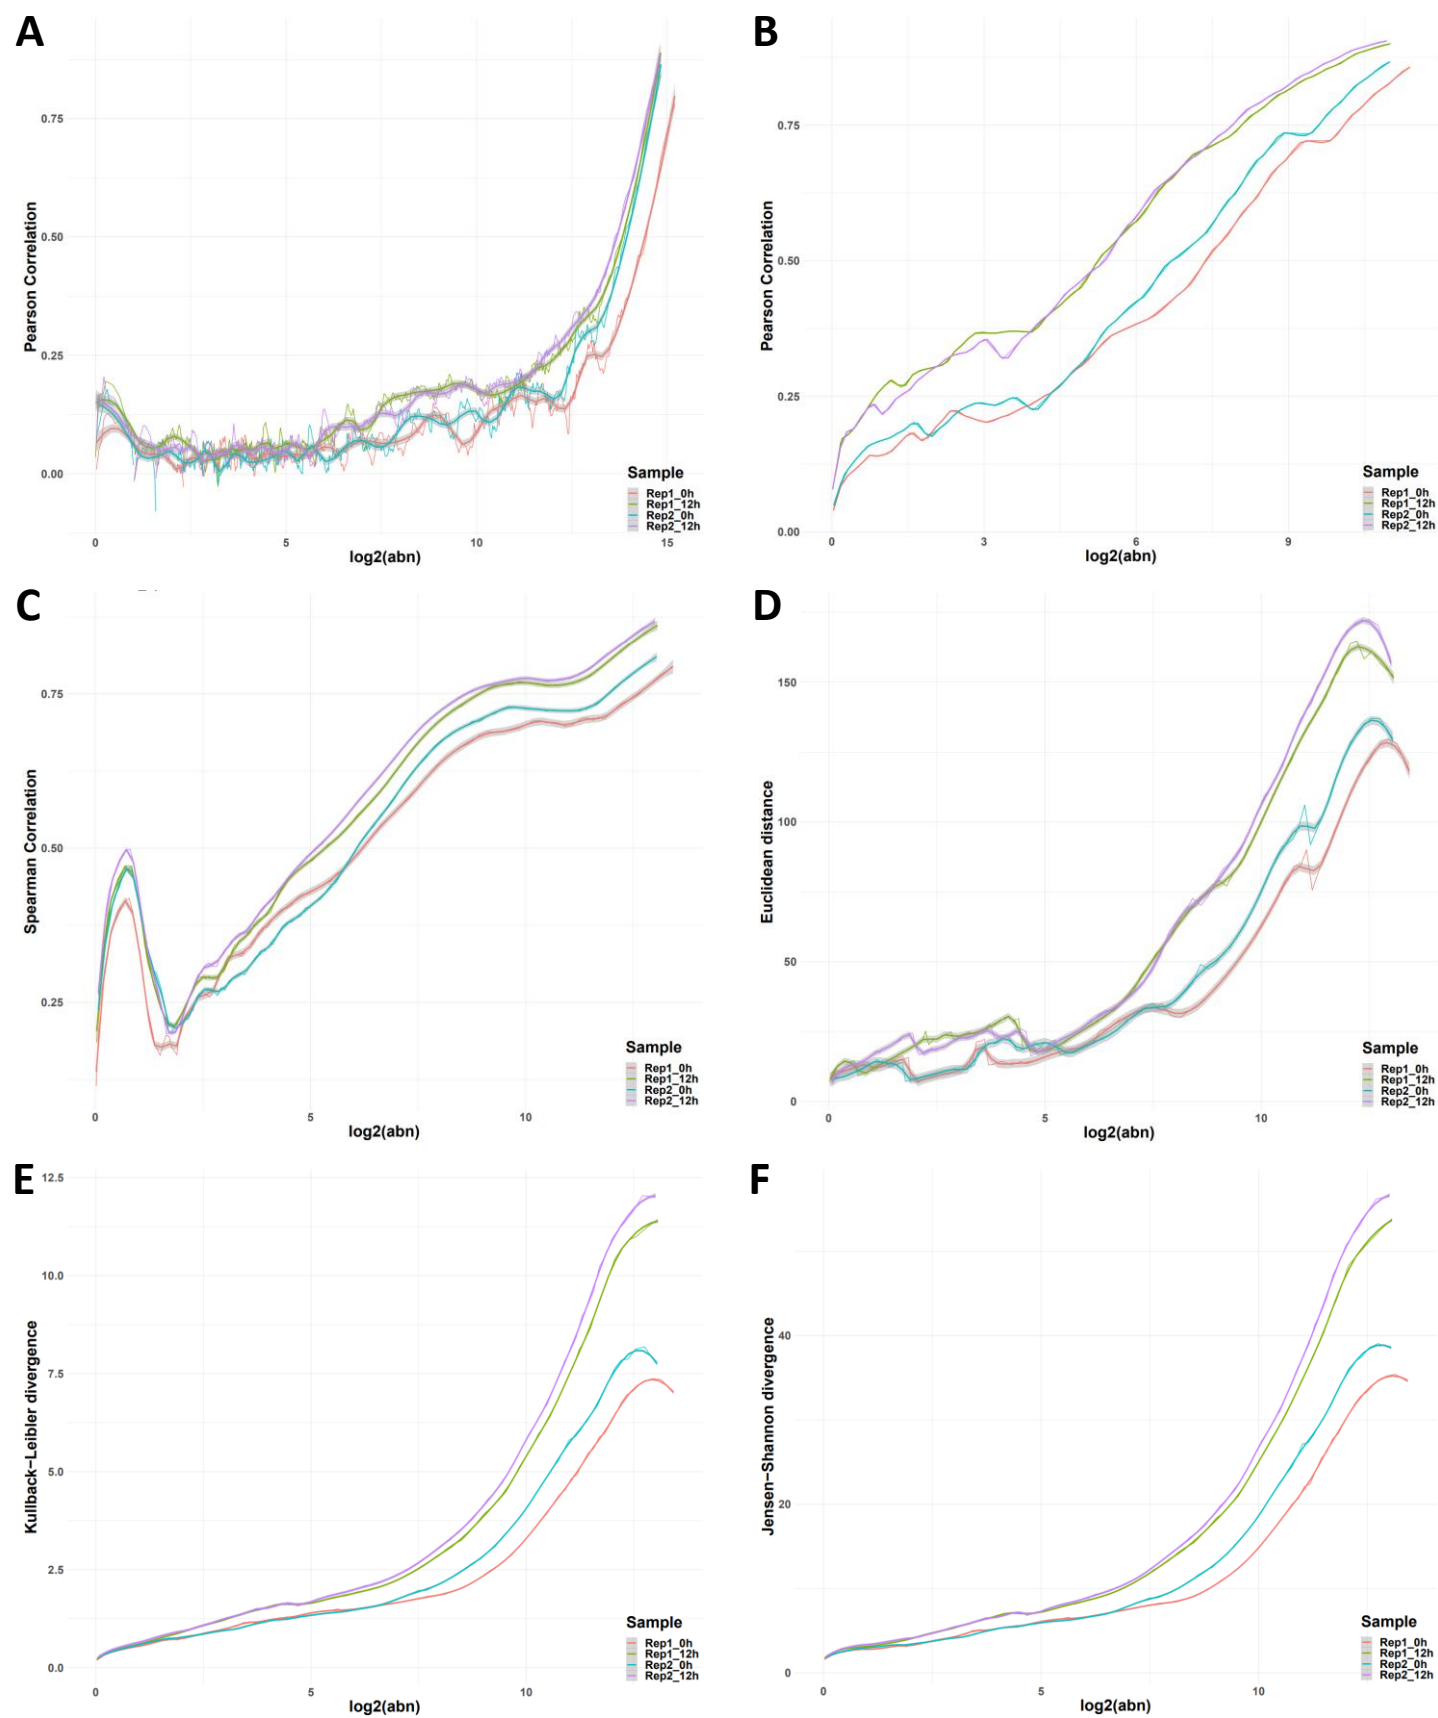 A
Pearson Correlation
0.75
0.50
0.25
0.00
0 5 10 15
log2(abn)
Sample
Rep1_0h
Rep1_12h
Rep2_0h
Rep2_12h
B
Pearson Correlation
0.75
0.50
0.25
0.00
0 3 6 9
log2(abn)
Sample
Rep1_0h
Rep1_12h
Rep2_0h
Rep2_12h
C
Spearman Correlation
0.75
0.50
0.25
0 5 10
log2(abn)
Sample
Rep1_0h
Rep1_12h
Rep2_0h
Rep2_12h
D
Euclidean distance
150
100
50
0
0 5 10
log2(abn)
Sample
Rep1_0h
Rep1_12h
Rep2_0h
Rep2_12h
E
Kullback-Leibler divergence
12.5
10.0
7.5
5.0
2.5
0.0
0 5 10
log2(abn)
Sample
Rep1_0h
Rep1_12h
Rep2_0h
Rep2_12h
F
Jensen-Shannon divergence
40
20
0
0 5 10
log2(abn)
Sample
Rep1_0h
Rep1_12h
Rep2_0h
Rep2_12h